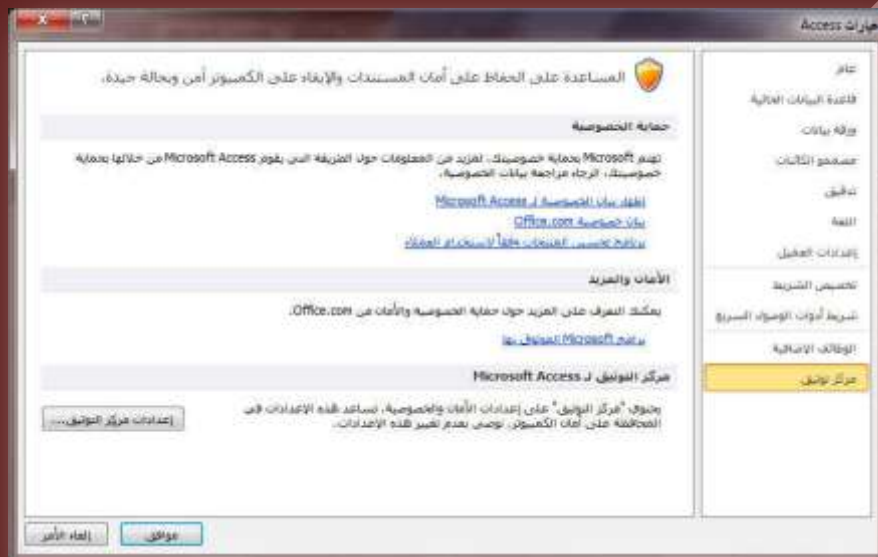 خيارات Access
عام
قاعدة البيانات الحالية
ورقة بيانات
مصممو الكائنات
تدقيق
اللغة
إعدادات العميل
تخصيص الشريط
شريط أدوات الوصول السريع
الوظائف الإضافية
مركز توثيق
المساعدة على الحفاظ على أمان المستندات والإبقاء على الكمبيوتر آمن وبحالة جيدة.
حماية الخصوصية
تهتم Microsoft بحماية خصوصيتك. لمزيد من المعلومات حول الطريقة التي يقوم Microsoft Access من خلالها بحماية
خصوصيتك، الرجاء مراجعة بيانات الخصوصية.
إظهار بيان الخصوصية لـ Microsoft Access
بيان خصوصية Office.com
برنامج تحسين المنتجات وفقاً لاستخدام العملاء
الأمان والمزيد
يمكنك التعرف على المزيد حول حماية الخصوصية والأمان من Office.com.
برنامج Microsoft الموثوق بها
مركز التوثيق لـ Microsoft Access
يحتوي "مركز التوثيق" على إعدادات الأمان والخصوصية. تساعد هذه الإعدادات في
المحافظة على أمان الكمبيوتر. نوصي بعدم تغيير هذه الإعدادات.
إعدادات مركز التوثيق...
موافق
إلغاء الأمر